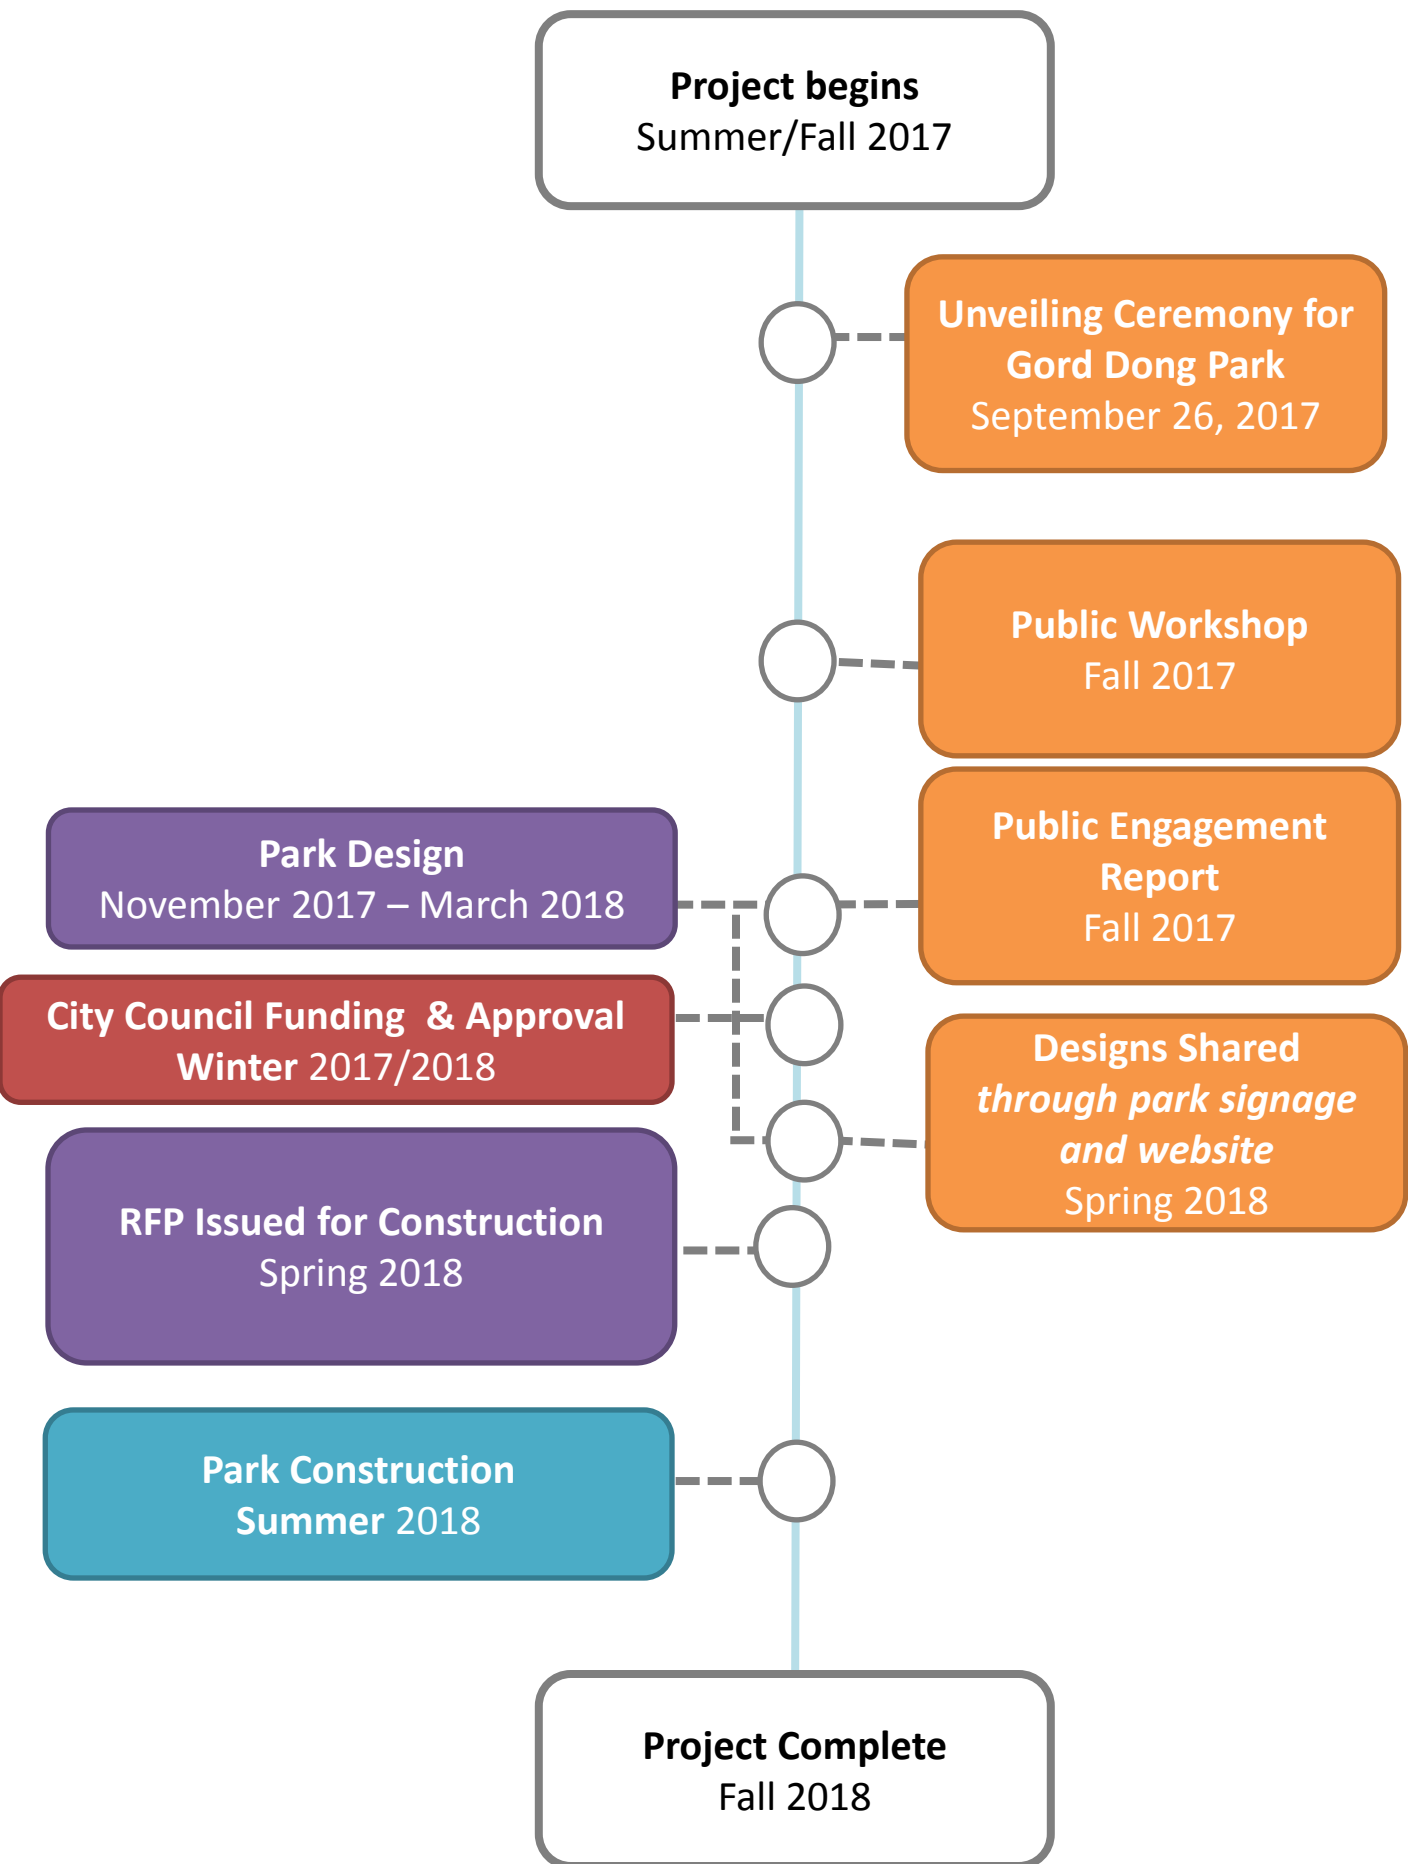 Project begins
Summer/Fall 2017
Unveiling Ceremony for
Gord Dong Park
September 26, 2017
Public Workshop
Fall 2017
Public Engagement
Report
Fall 2017
Park Design
November 2017 – March 2018
City Council Funding  & Approval
Winter 2017/2018
Designs Shared
through park signage
and website
Spring 2018
RFP Issued for Construction
Spring 2018
Park Construction
Summer 2018
Project Complete
Fall 2018